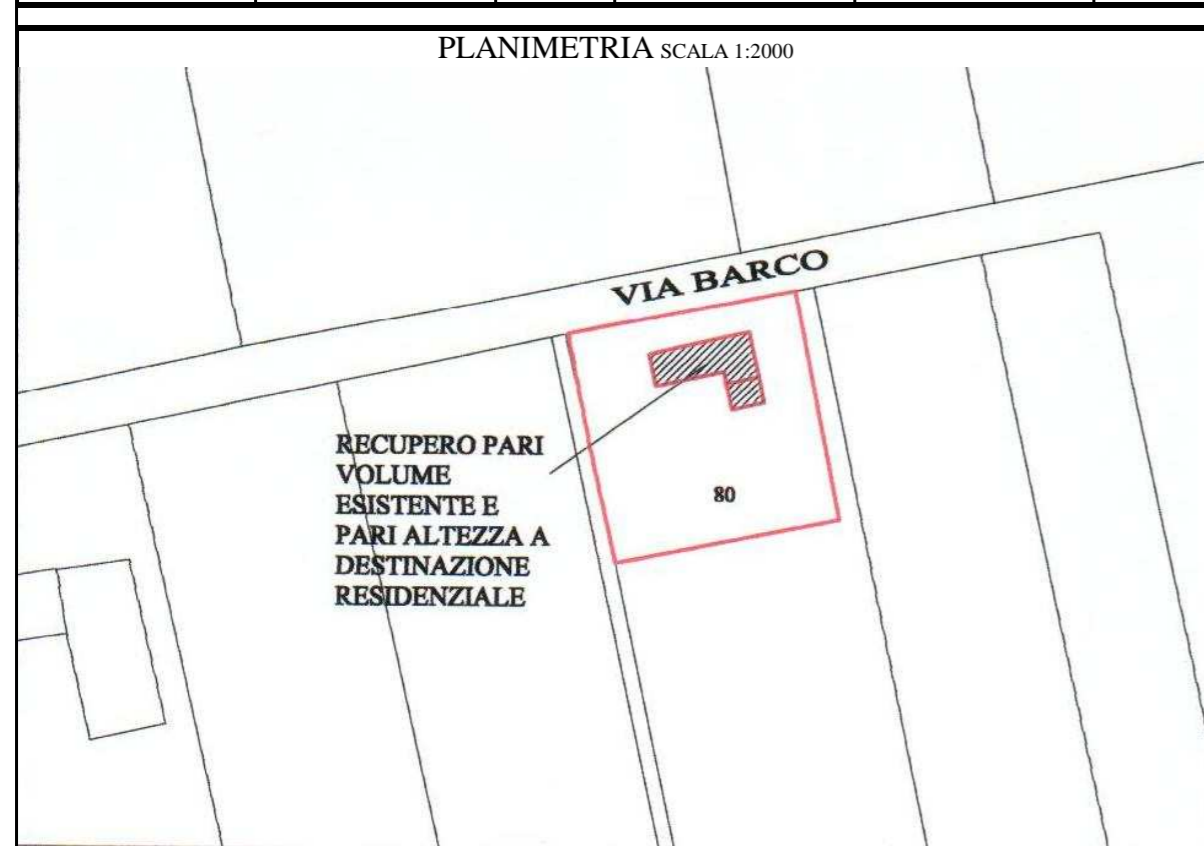 PLANIMETRIA SCALA 1:2000
VIA BARCO
RECUPERO PARI
VOLUME
ESISTENTE E
PARI ALTEZZA A
DESTINAZIONE
RESIDENZIALE
80